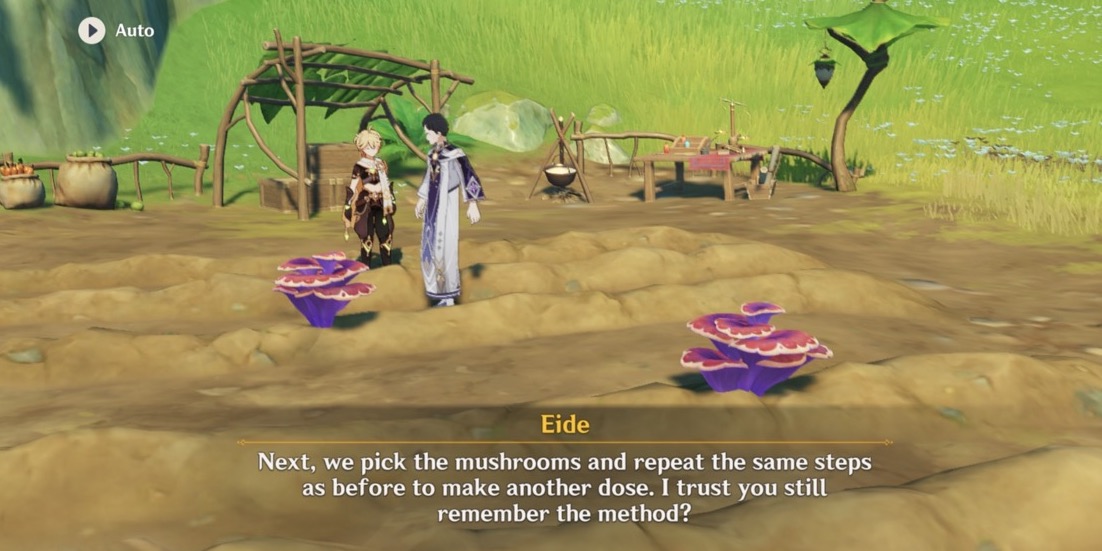 Auto
Eide
Next, we pick the mushrooms and repeat the same steps
as before to make another dose. I trust you still
remember the method?